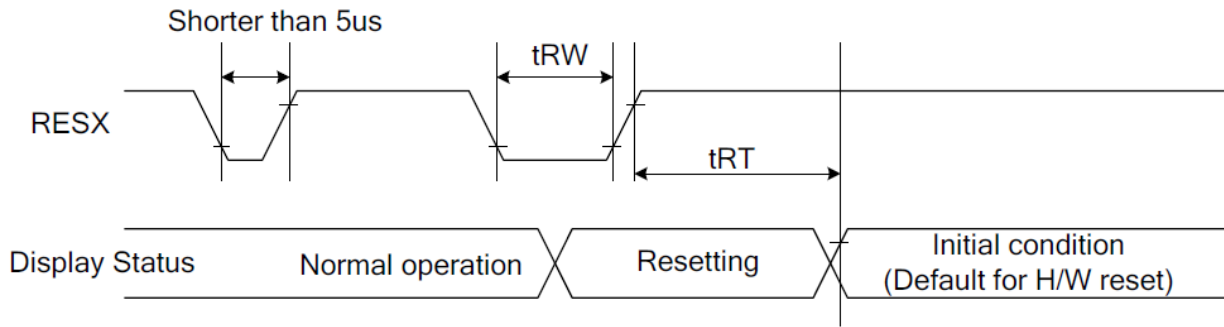 Shorter than 5us
tRW
RESX
tRT
Display Status
Normal operation
Resetting
Initial condition
(Default for H/W reset)